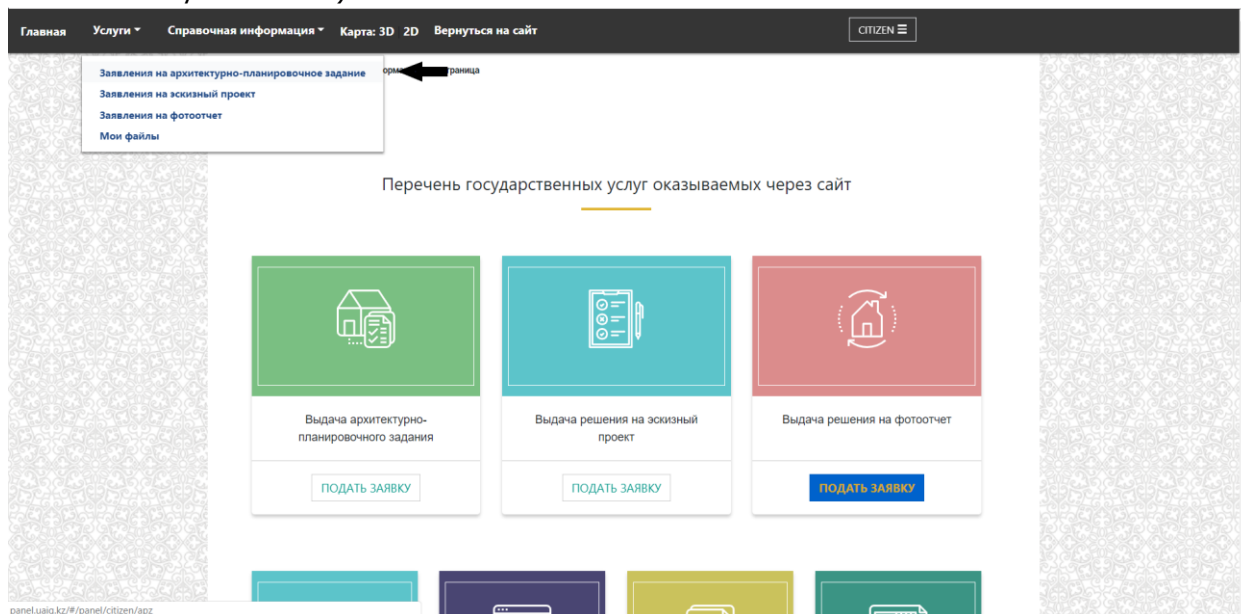 Главная Услуги Справочная информация Карта: 3D 2D Вернуться на сайт CITIZEN
Заявления на архитектурно-планировочное задание
Заявления на эскизный проект
Заявления на фотоотчет
Мои файлы
Перечень государственных услуг оказываемых через сайт
Выдача архитектурно-
планировочного задания
ПОДАТЬ ЗАЯВКУ
Выдача решения на эскизный
проект
ПОДАТЬ ЗАЯВКУ
Выдача решения на фотоотчет
ПОДАТЬ ЗАЯВКУ
panel.uaig.kz/#/panel/citizen/apz